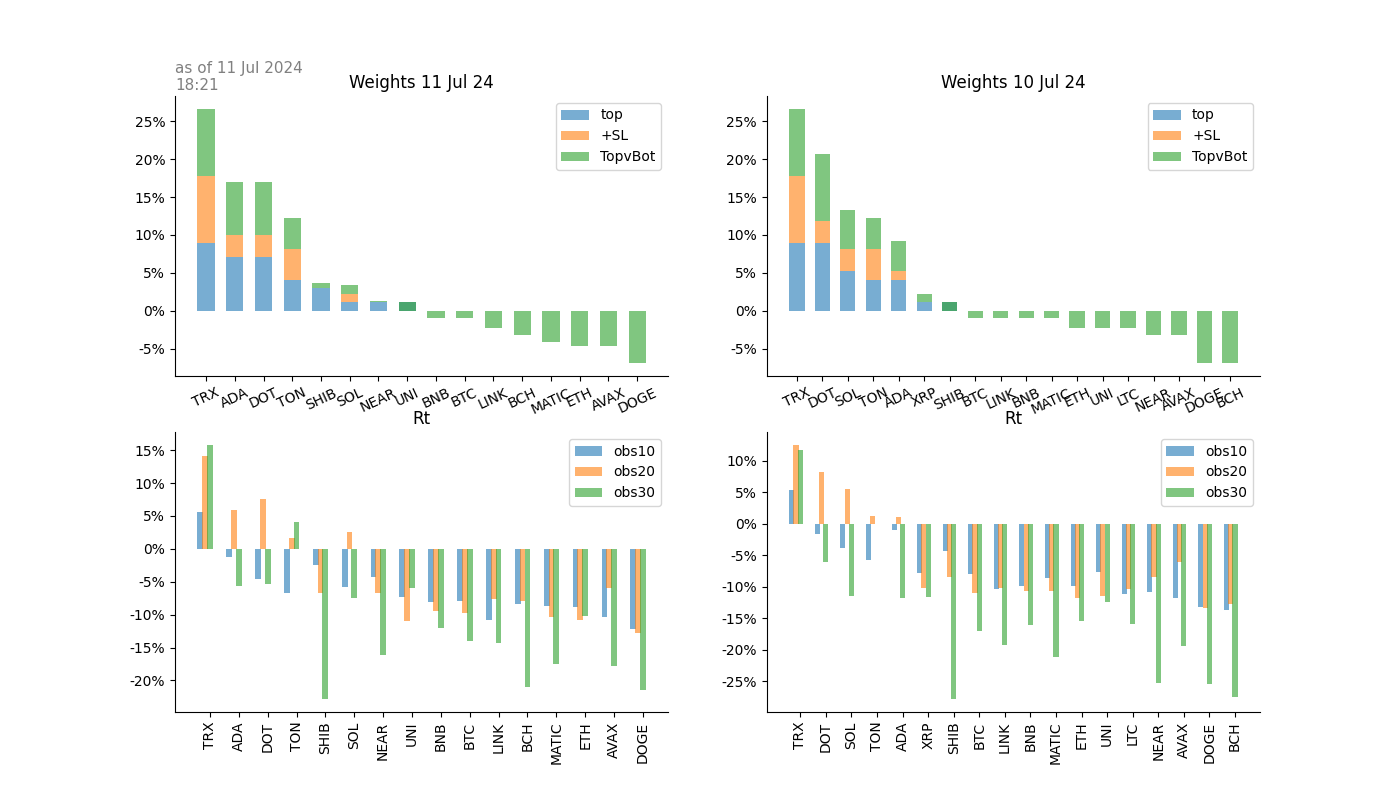 as of 11 Jul 2024
18:21
Weights 11 Jul 24
25%
20%
15%
10%
5%
0%
-5%
top
+SL
TopvBot
TRX ADA DOT TON SHIB SOL NEAR UNI BNB BTC LINK BCH MATIC ETH AVAX DOGE
Weights 10 Jul 24
25%
20%
15%
10%
5%
0%
-5%
top
+SL
TopvBot
TRX DOT SOL TON ADA XRP SHIB BTC LINK BNB MATIC ETH UNI LTC NEAR AVAX DOGE BCH
Rt
15%
10%
5%
0%
-5%
-10%
-15%
-20%
obs10
obs20
obs30
TRX ADA DOT TON SHIB SOL NEAR UNI BNB BTC LINK BCH MATIC ETH AVAX DOGE
Rt
10%
5%
0%
-5%
-10%
-15%
-20%
-25%
obs10
obs20
obs30
TRX DOT SOL TON ADA XRP SHIB BTC LINK BNB MATIC ETH UNI LTC NEAR AVAX DOGE BCH